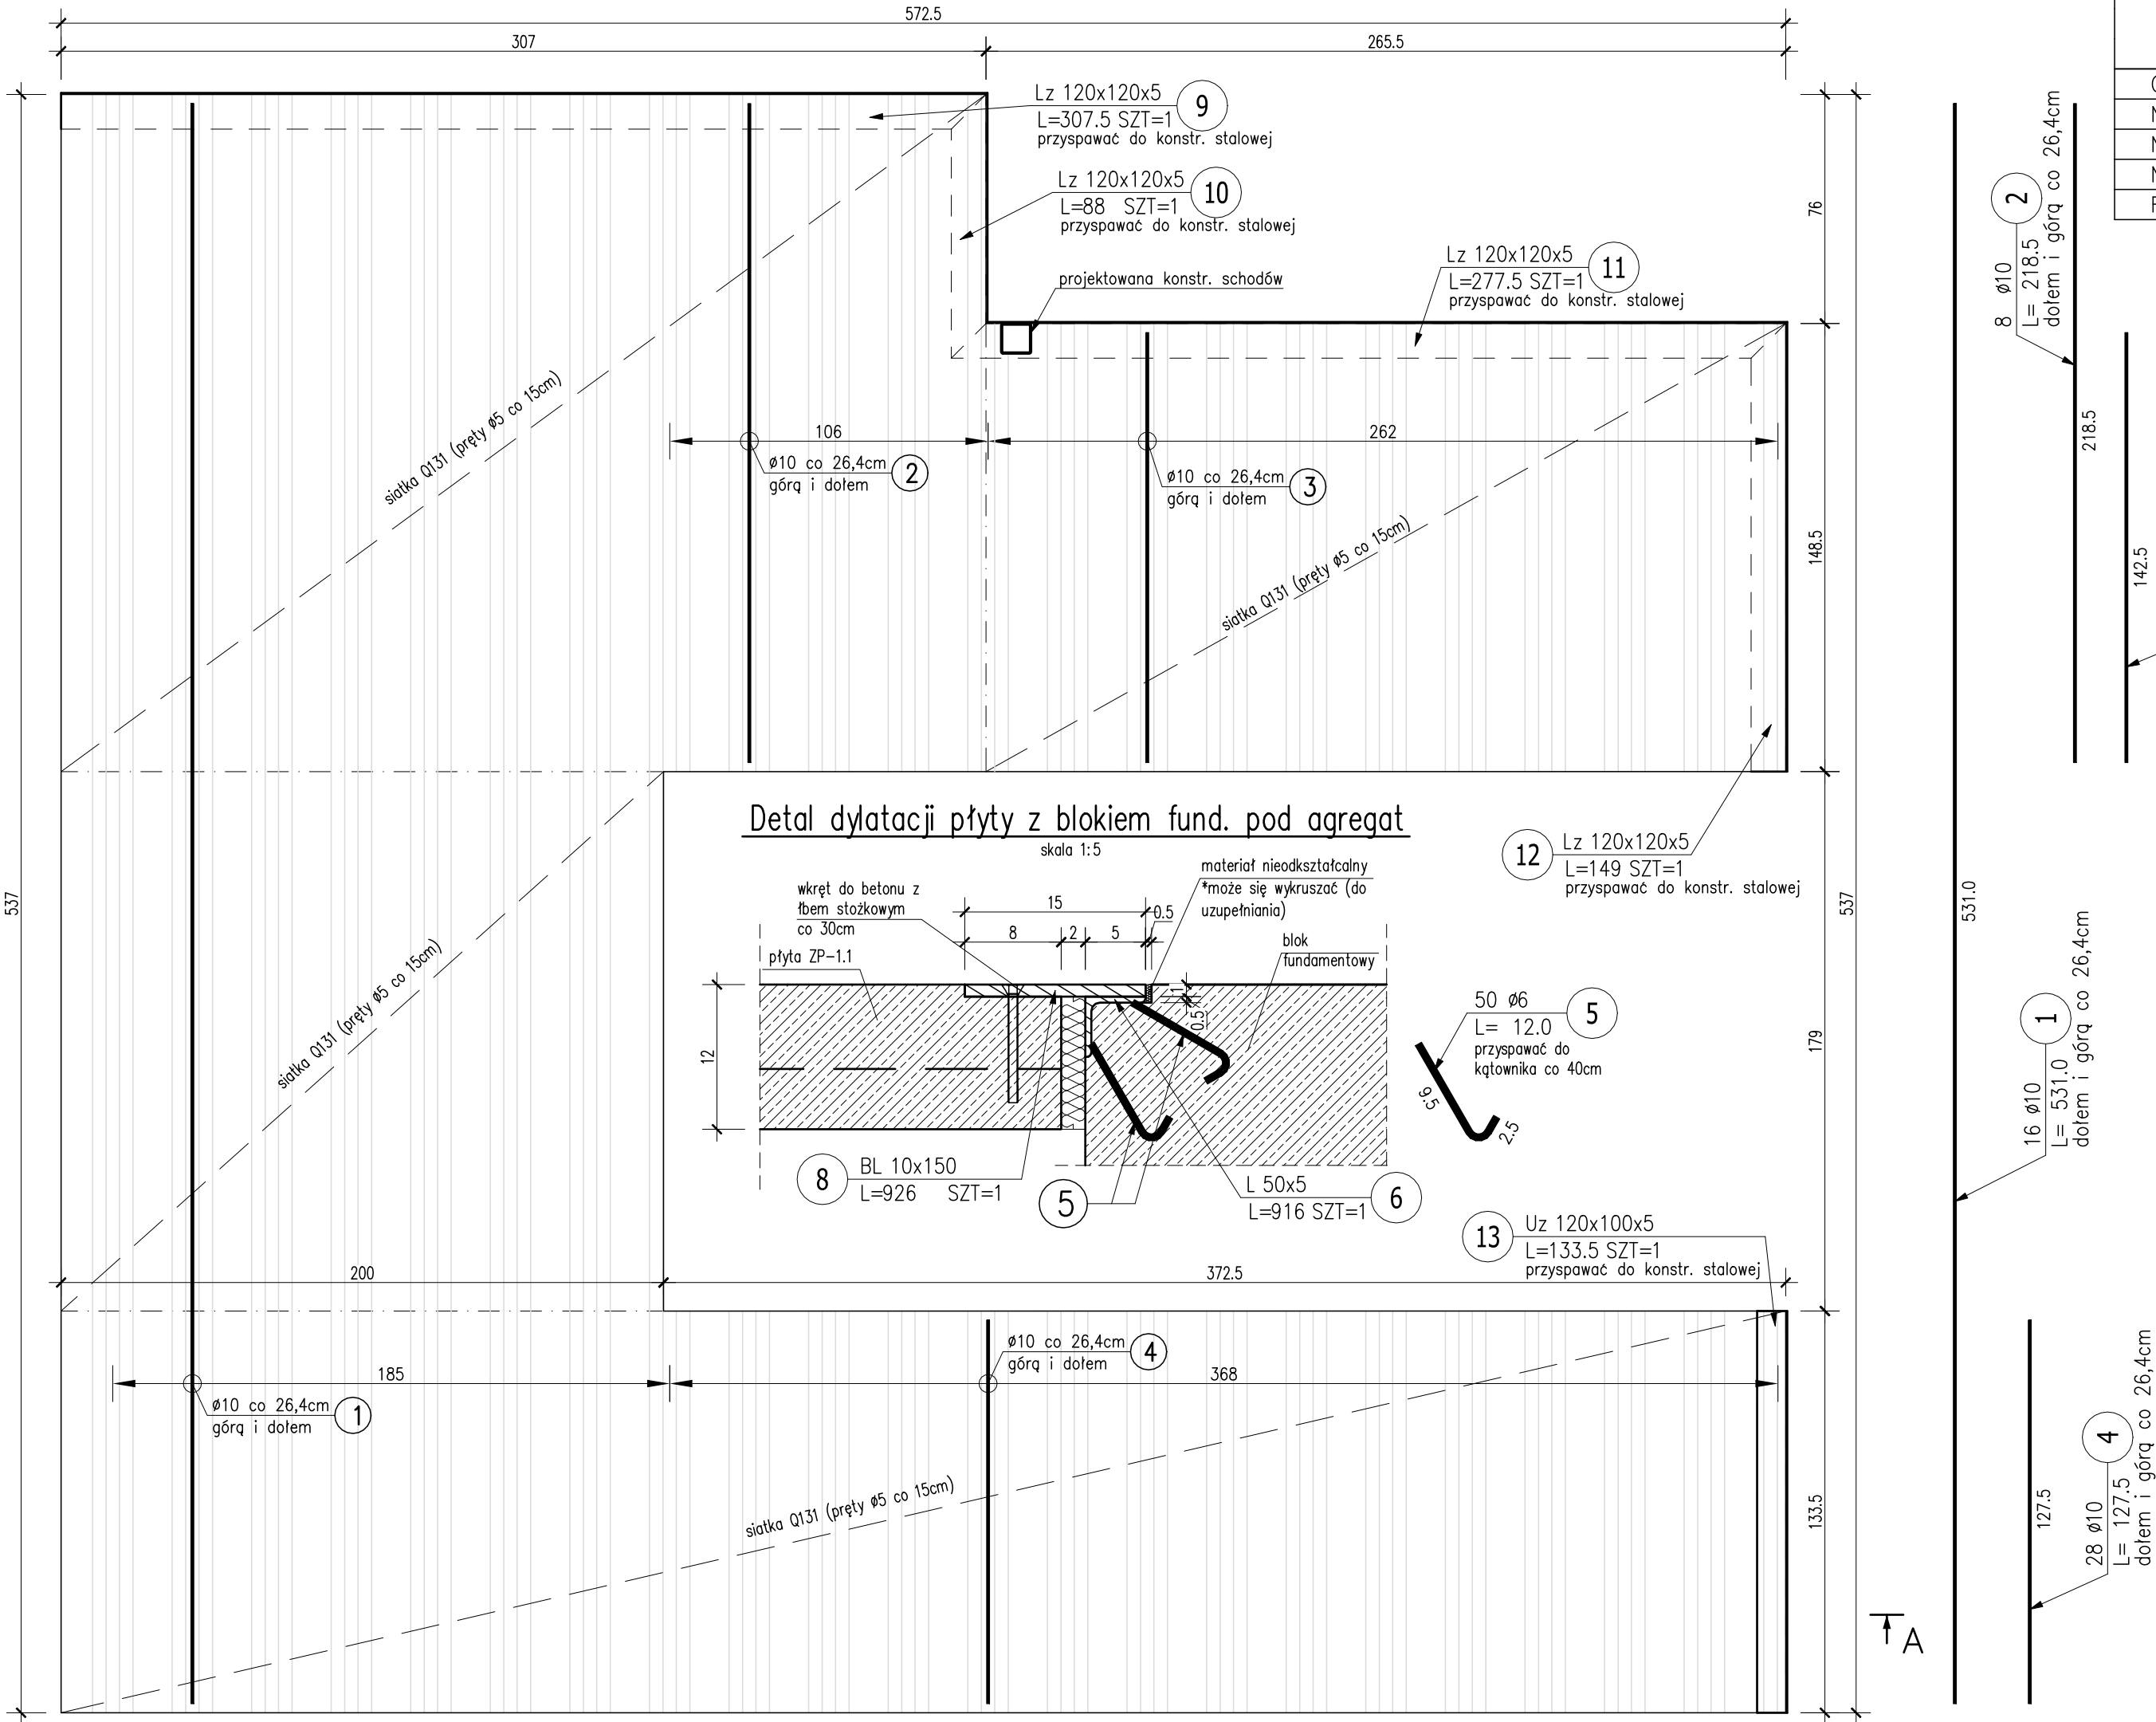 572.5
307
265.5
Lz 120x120x5
L=307.5 SZT=1
przyspawać do konstr. stalowej
9
Lz 120x120x5
L=88 SZT=1
przyspawać do konstr. stalowej
10
projektowana konstr. schodów
Lz 120x120x5
L=277.5 SZT=1
przyspawać do konstr. stalowej
11
76
148.5
179
133.5
537
537
siatka Q131 (pręty ø5 co 15cm)
106
262
ø10 co 26,4cm
górą i dołem
2
ø10 co 26,4cm
górą i dołem
3
siatka Q131 (pręty ø5 co 15cm)
Detal dylatacji płyty z blokiem fund. pod agregat
skala 1:5
wkręt do betonu z
łbem stożkowym
co 30cm
płyta ZP-1.1
materiał nieodkształcalny
*może się wykruszać (do
uzupełniania)
15
0.5
8
2
5
blok
fundamentowy
1
0.5
12
8
BL 10x150
L=926 SZT=1
5
L 50x5
L=916 SZT=1
6
50 ø6
L= 12.0
przyspawać do
kątownika co 40cm
5
9.5
2.5
12
Lz 120x120x5
L=149 SZT=1
przyspawać do konstr. stalowej
13
Uz 120x100x5
L=133.5 SZT=1
przyspawać do konstr. stalowej
siatka Q131 (pręty ø5 co 15cm)
200
372.5
185
368
ø10 co 26,4cm
górą i dołem
1
ø10 co 26,4cm
górą i dołem
4
siatka Q131 (pręty ø5 co 15cm)
A
531.0
16 ø10
L= 531.0
dołem i górą co 26,4cm
1
8 ø10
L= 218.5
dołem i górą co 26,4cm
2
218.5
142.5
127.5
28 ø10
L= 127.5
dołem i górą co 26,4cm
4